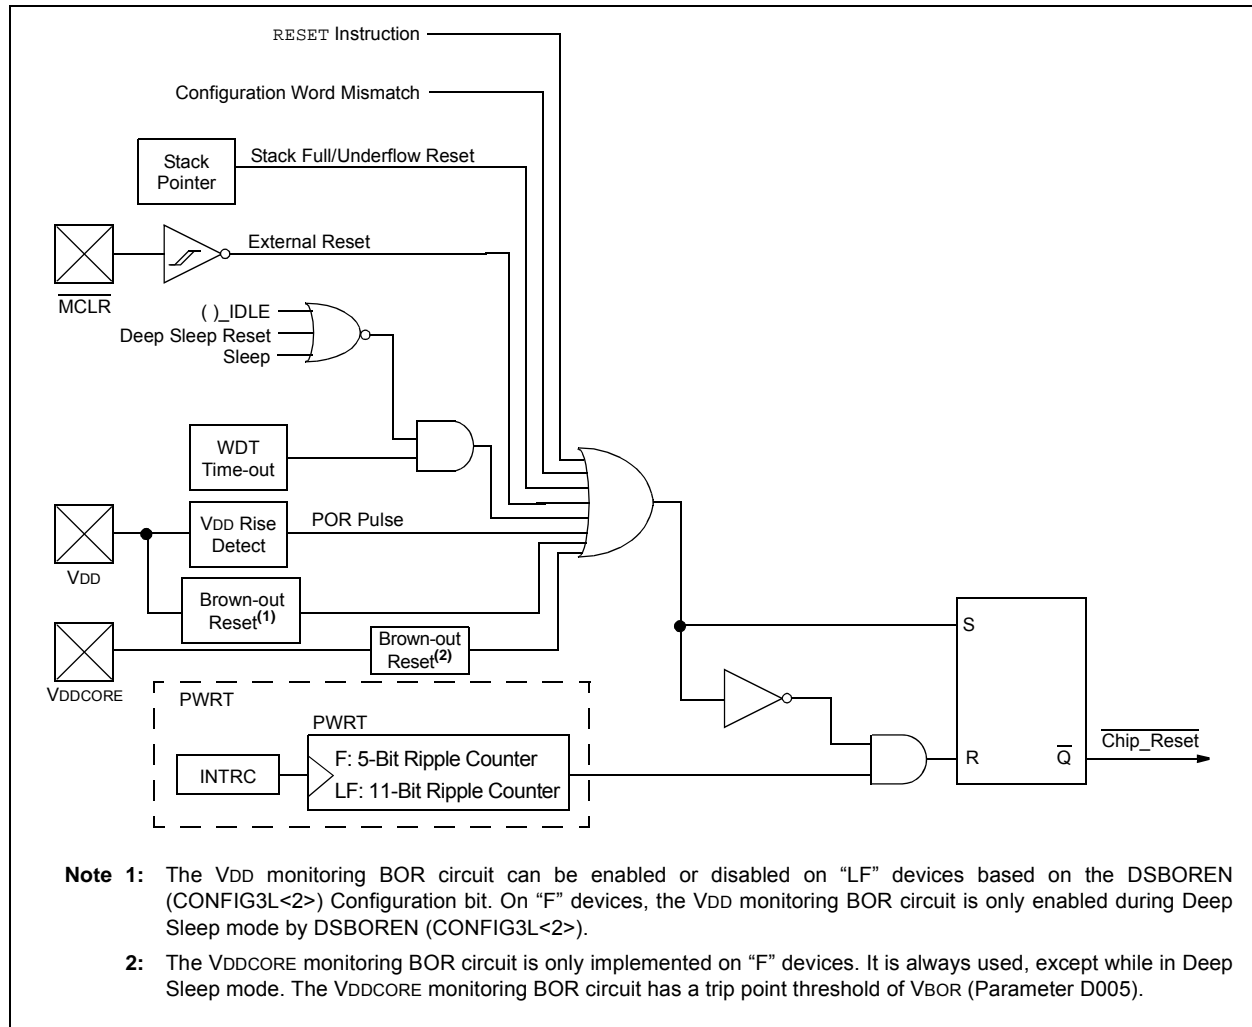 RESET Instruction
Configuration Word Mismatch
Stack
Pointer
Stack Full/Underflow Reset
External Reset
MCLR
( )_IDLE
Deep Sleep Reset
Sleep
WDT
Time-out
VDD Rise
Detect
POR Pulse
VDD
Brown-out
Reset(1)
Brown-out
Reset(2)
VDDCORE
PWRT
PWRT
INTRC
F: 5-Bit Ripple Counter
LF: 11-Bit Ripple Counter
S
R
Q
Chip_Reset
Note 1: The VDD monitoring BOR circuit can be enabled or disabled on “LF” devices based on the DSBOREN
(CONFIG3L<2>) Configuration bit. On “F” devices, the VDD monitoring BOR circuit is only enabled during Deep
Sleep mode by DSBOREN (CONFIG3L<2>).
2: The VDDCORE monitoring BOR circuit is only implemented on “F” devices. It is always used, except while in Deep
Sleep mode. The VDDCORE monitoring BOR circuit has a trip point threshold of VBOR (Parameter D005).